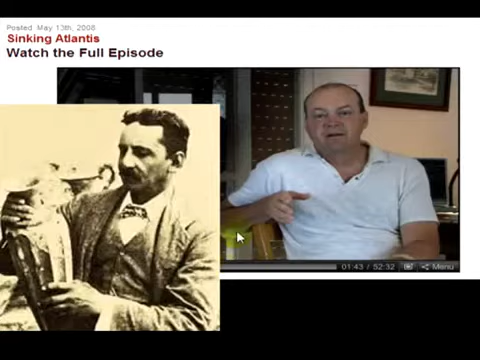 Posted: May 13th, 2008
Sinking Atlantis
Watch the Full Episode
01:43 / 52:32 Menu